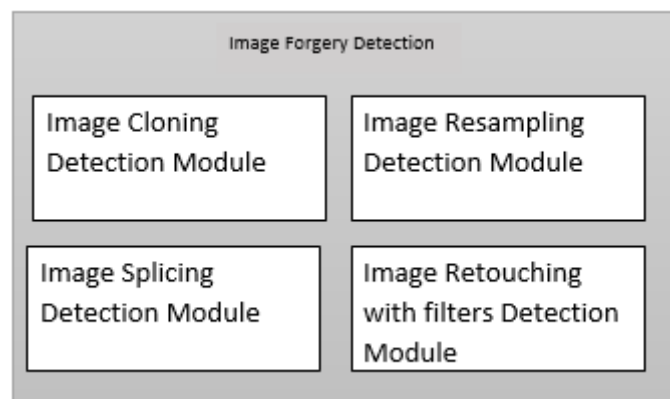 Image Forgery Detection
Image Cloning
Detection Module
Image Resampling
Detection Module
Image Splicing
Detection Module
Image Retouching
with filters Detection
Module